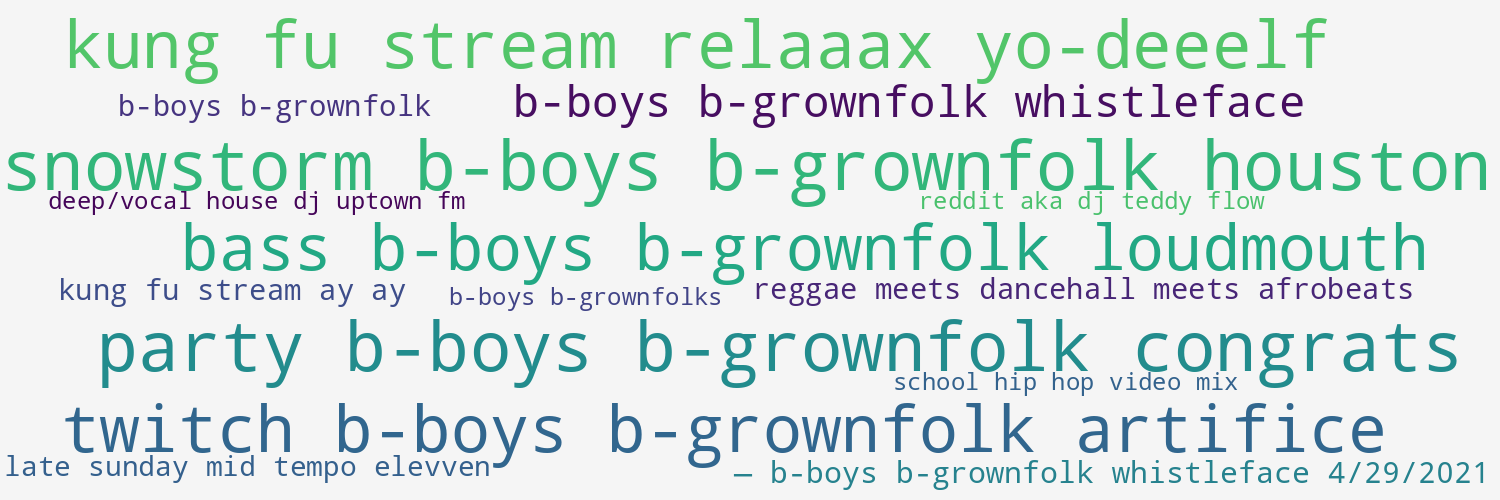 kung fu stream relaaax yo-deeelf
b-boys b-grownfolk
b-boys b-grownfolk whistleface
snowstorm b-boys b-grownfolk houston
deep/vocal house dj uptown fm
reddit aka dj teddy flow
bass b-boys b-grownfolk loudmouth
kung fu stream ay ay
b-boys b-grownfolks
reggae meets dancehall meets afrobeats
party b-boys b-grownfolk congrats
school hip hop video mix
twitch b-boys b-grownfolk artifice
late sunday mid tempo elevven
— b-boys b-grownfolk whistleface 4/29/2021